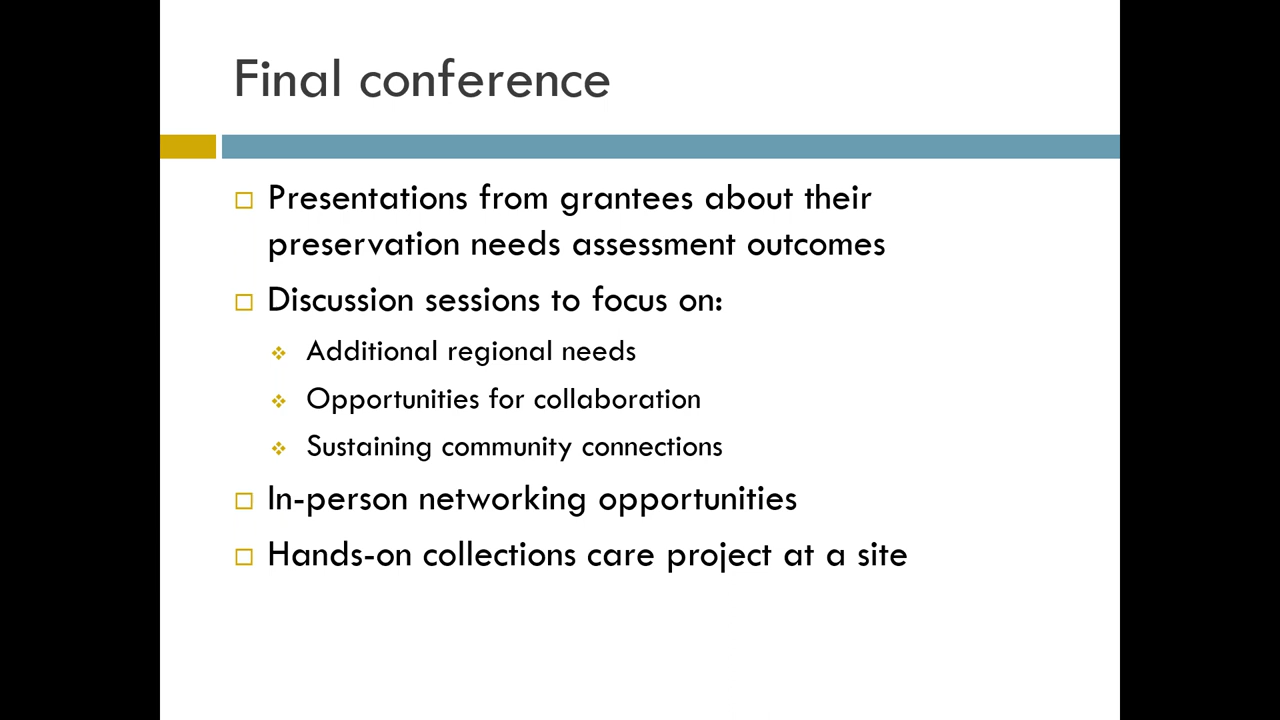 Final conference
Presentations from grantees about their
preservation needs assessment outcomes
Discussion sessions to focus on:
Additional regional needs
Opportunities for collaboration
Sustaining community connections
In-person networking opportunities
Hands-on collections care project at a site